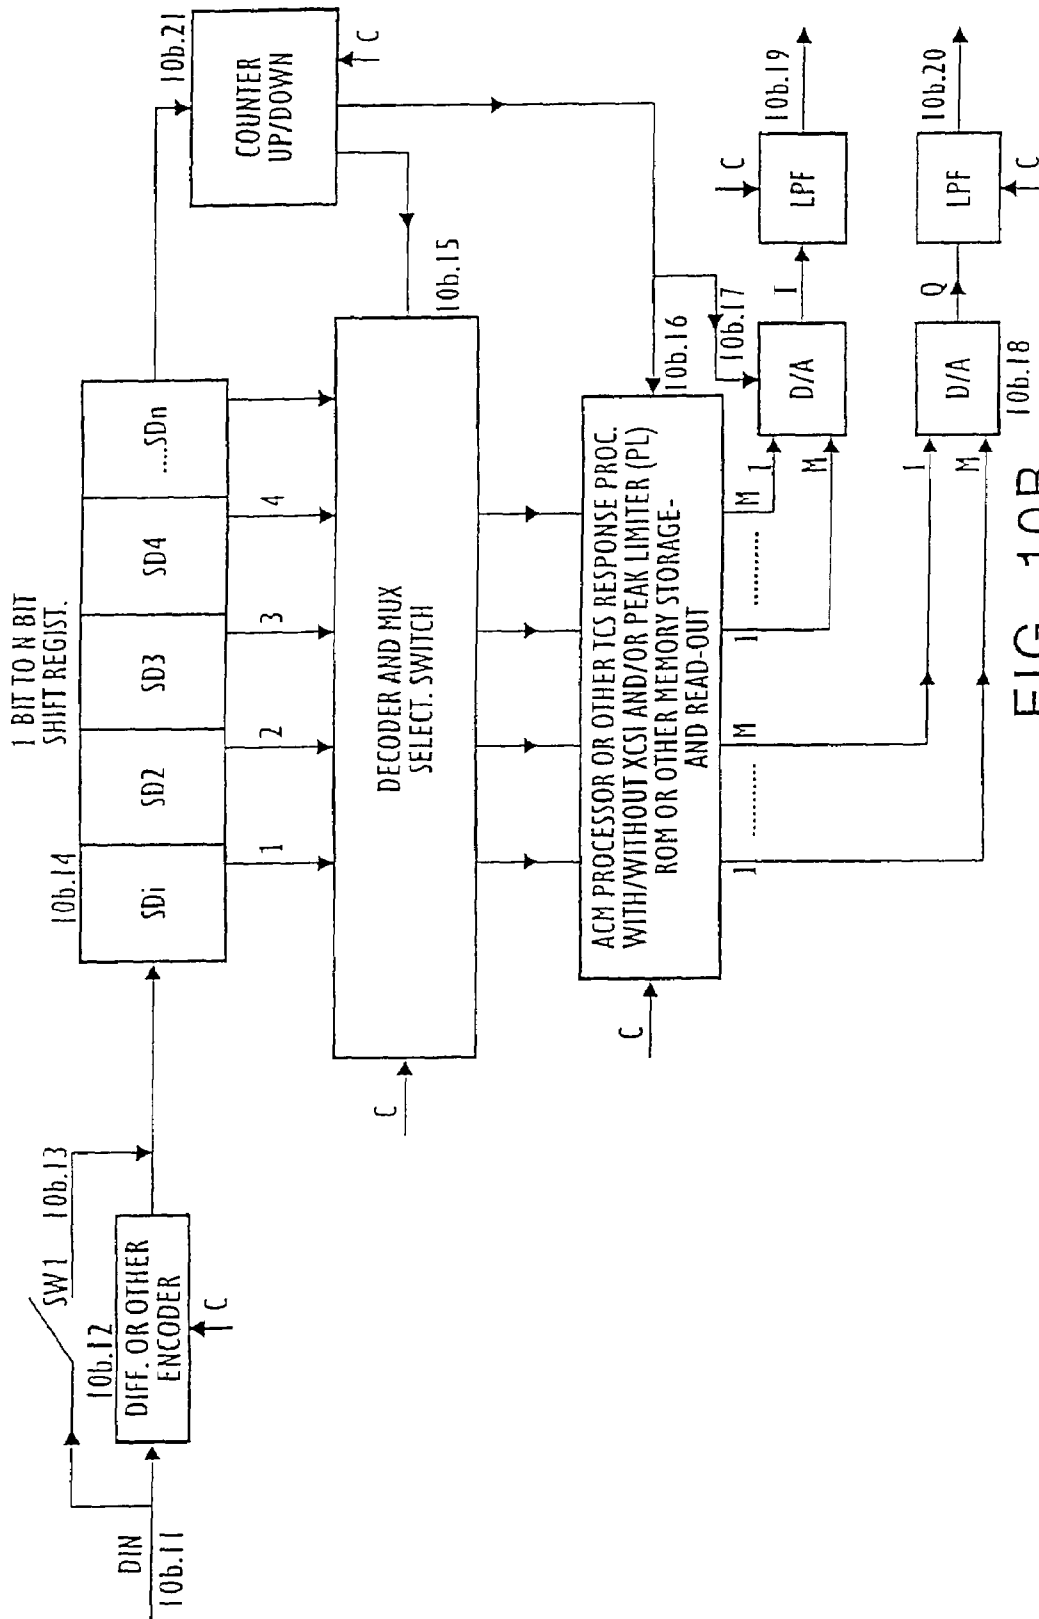 DIN
10b.11
SW1
10b.13
10b.12
DIFF. OR OTHER
ENCODER
C
1 BIT TO N BIT
SHIFT REGIST.
10b.14
SDi
SD2
SD3
SD4
.....SDn
10b.21
COUNTER
UP/DOWN
C
1
2
3
4
10b.15
DECODER AND MUX
SELECT. SWITCH
C
10b.16
ACM PROCESSOR OR OTHER TCS RESPONSE PROC.
WITH/WITHOUT XCSI AND/OR PEAK LIMITER (PL)
ROM OR OTHER MEMORY STORAGE-
AND READ-OUT
C
1 .......... M
1 .......... M
10b.17
1
M
D/A
I
C
LPF
10b.19
1
M
D/A
10b.18
Q
LPF
C
10b.20
FIG. 10B